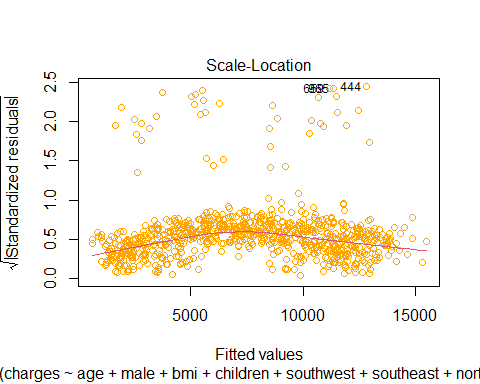 Scale-Location
√|Standardized residuals|
2.5
2.0
1.5
1.0
0.5
0.0
444
5000
10000
15000
Fitted values
(charges ~ age + male + bmi + children + southwest + southeast + nort